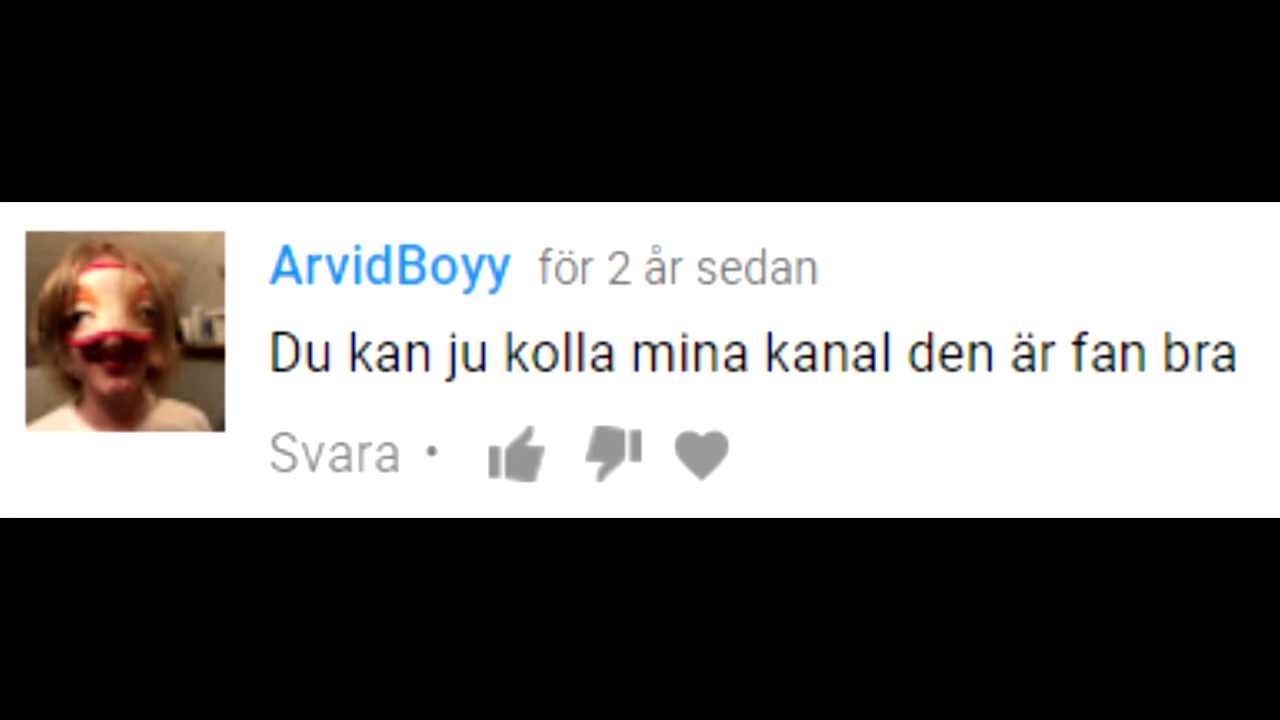 ArvidBoyy för 2 år sedan
Du kan ju kolla mina kanal den är fan bra
Svara •